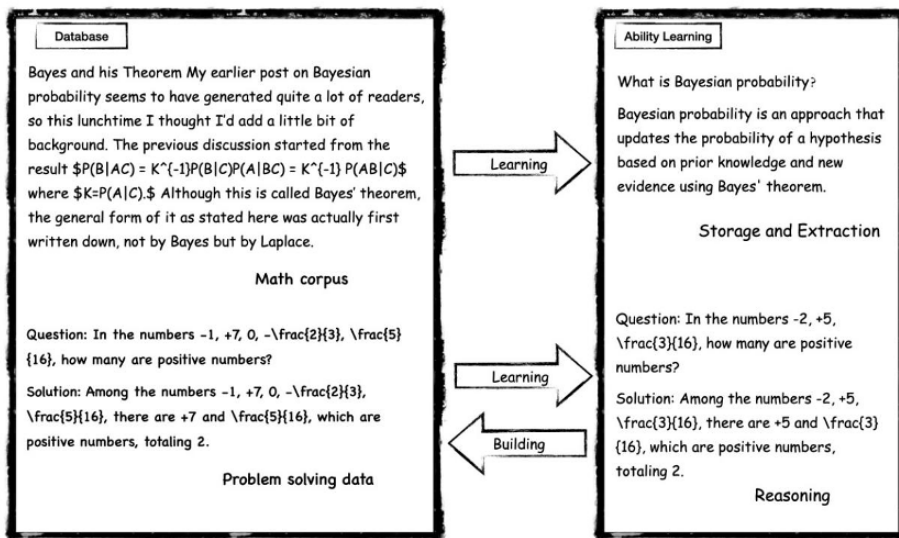 Database
Bayes and his Theorem My earlier post on Bayesian
probability seems to have generated quite a lot of readers,
so this lunchtime I thought I'd add a little bit of
background. The previous discussion started from the
result $P(B|AC) = K^{-1}P(B|C)P(A|BC) = K^{-1} P(AB|C)$
where $K=P(A|C).$ Although this is called Bayes' theorem,
the general form of it as stated here was actually first
written down, not by Bayes but by Laplace.
Math corpus
Question: In the numbers -1, +7, 0, -\frac{2}{3}, \frac{5}
{16}, how many are positive numbers?
Solution: Among the numbers -1, +7, 0, -\frac{2}{3},
\frac{5}{16}, there are +7 and \frac{5}{16}, which are
positive numbers, totaling 2.
Problem solving data
Learning
Learning
Building
Ability Learning
What is Bayesian probability?
Bayesian probability is an approach that
updates the probability of a hypothesis
based on prior knowledge and new
evidence using Bayes' theorem.
Storage and Extraction
Question: In the numbers -2, +5,
\frac{3}{16}, how many are positive
numbers?
Solution: Among the numbers -2, +5,
\frac{3}{16}, there are +5 and \frac{3}
{16}, which are positive numbers,
totaling 2.
Reasoning